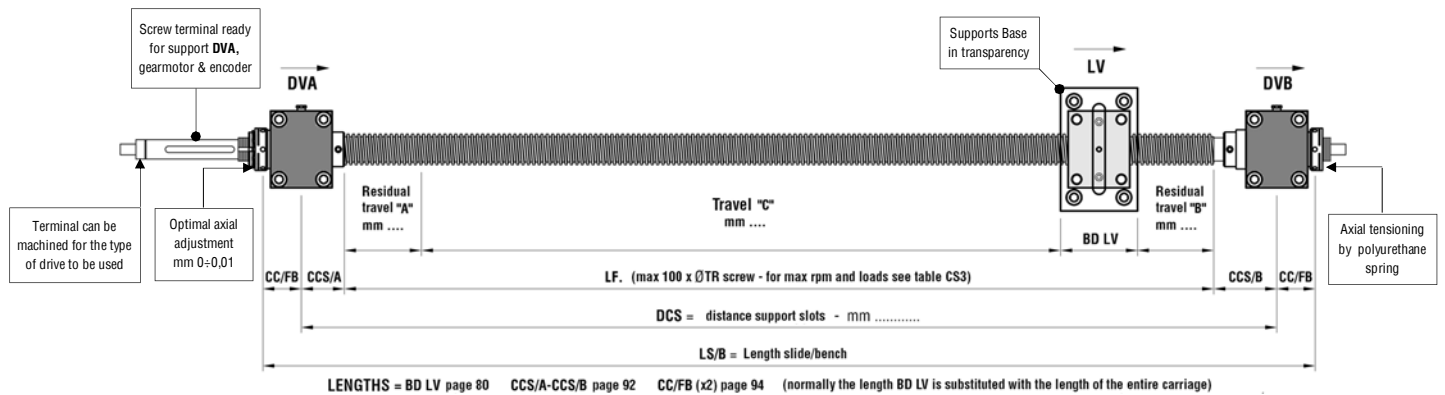 Screw terminal ready
for support DVA,
gearmotor & encoder
Supports Base
in transparency
DVA
LV
DVB
Terminal can be
machined for the type
of drive to be used
Optimal axial
adjustment
mm 0÷0,01
Residual
travel "A"
mm ....
Travel "C"
mm ....
BD LV
Residual
travel "B"
mm ....
Axial tensioning
by polyurethane
spring
CC/FB
CCS/A
LF. (max 100 x ØTR screw - for max rpm and loads see table CS3)
CCS/B
CC/FB
DCS = distance support slots - mm ............
LS/B = Length slide/bench
LENGTHS = BD LV page 80 CCS/A-CCS/B page 92 CC/FB (x2) page 94 (normally the length BD LV is substituted with the length of the entire carriage)